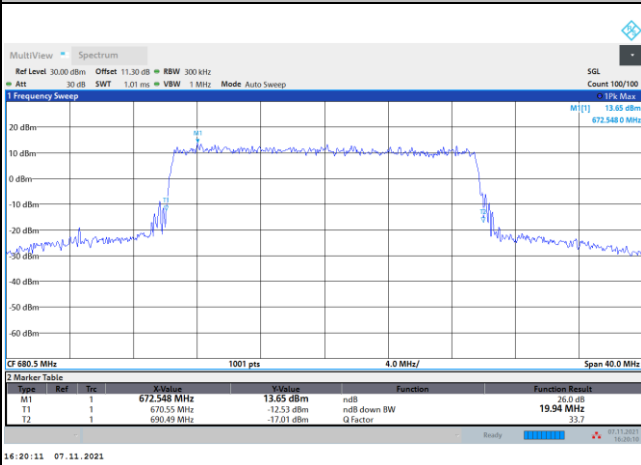 MultiView Spectrum
Ref Level 30.00 dBm Offset 11.30 dB RBW 300 kHz SGL
Att 30 dB SWT 1.01 ms VBW 1 MHz Mode Auto Sweep Count 100/100
1 Frequency Sweep 1Pk Max
M1[1] 13.65 dBm
672.548 0 MHz
20 dBm
M1
10 dBm
0 dBm
T1
-10 dBm
T2
-20 dBm
-30 dBm
-40 dBm
-50 dBm
-60 dBm
CF 680.5 MHz 1001 pts 4.0 MHz/ Span 40.0 MHz
2 Marker Table
Type Ref Trc X-Value Y-Value Function Function Result
M1 1 672.548 MHz 13.65 dBm ndB 26.0 dB
T1 1 670.55 MHz -12.53 dBm ndB down BW 19.94 MHz
T2 1 690.49 MHz -17.01 dBm Q Factor 33.7
Ready 07.11.2021
16:20:10
16:20:11 07.11.2021